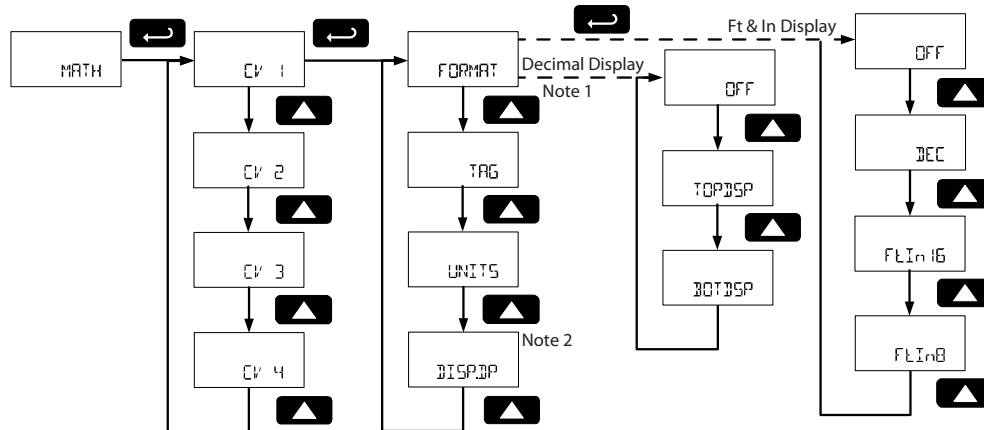 MATH
CV 1
CV 2
CV 3
CV 4
FORMAT
TAG
UNITS
DISP.DP
Note 2
Decimal Display
Note 1
OFF
TOPDSP
BOTDSP
Ft & In Display
OFF
DEC
FtIn16
FtIn8